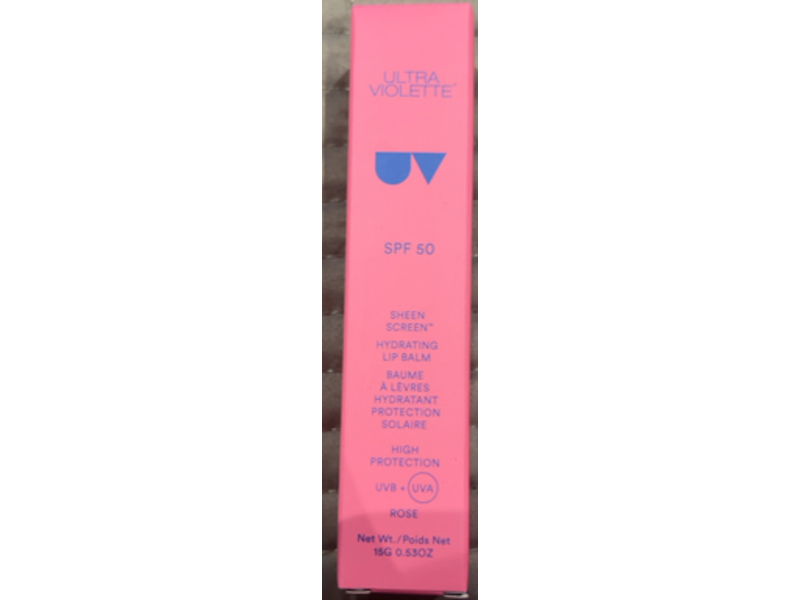 ULTRA
VIOLETTE
UV
SPF 50
SHEEN
SCREEN™
HYDRATING
LIP BALM
BAUME
À LÈVRES
HYDRATANT
PROTECTION
SOLAIRE
HIGH
PROTECTION
UVB + UVA
ROSE
Net Wt./Poids Net
15G 0.53OZ